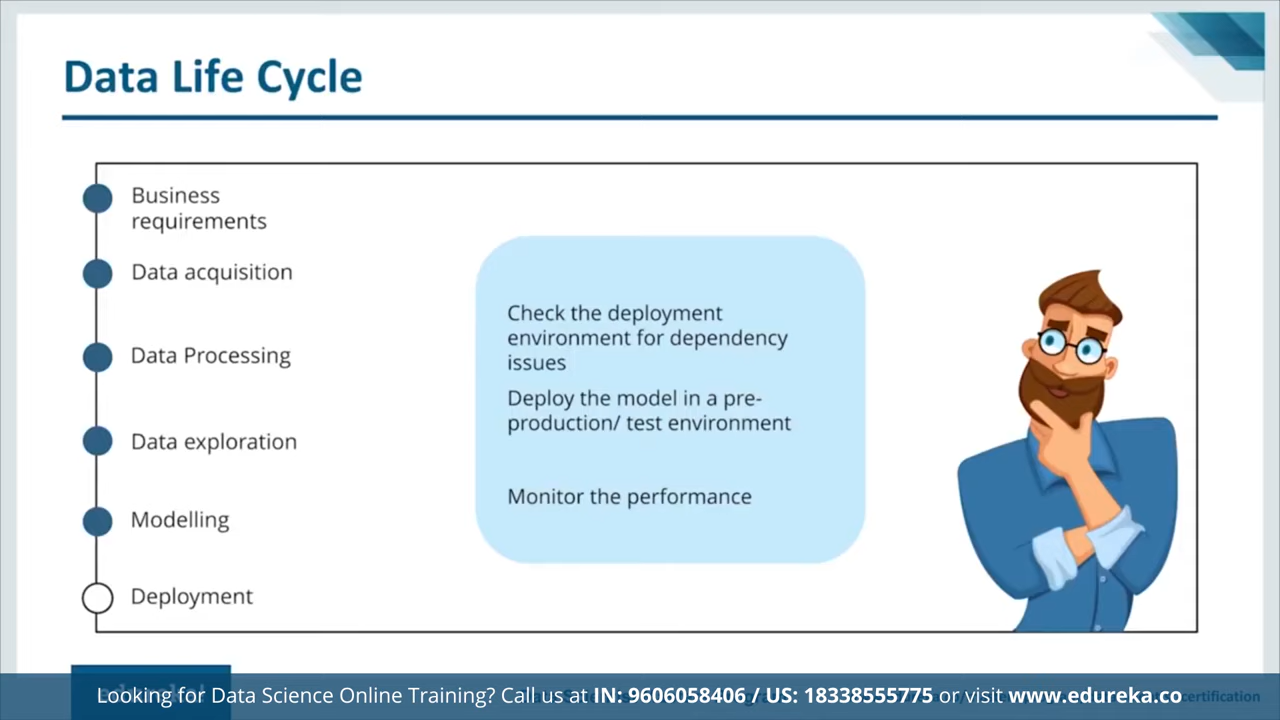 Data Life Cycle
Business
requirements
Data acquisition
Data Processing
Data exploration
Modelling
Deployment
Check the deployment
environment for dependency
issues
Deploy the model in a pre-
production/ test environment
Monitor the performance
Looking for Data Science Online Training? Call us at IN: 9606058406 / US: 18338555775 or visit www.edureka.co
certification